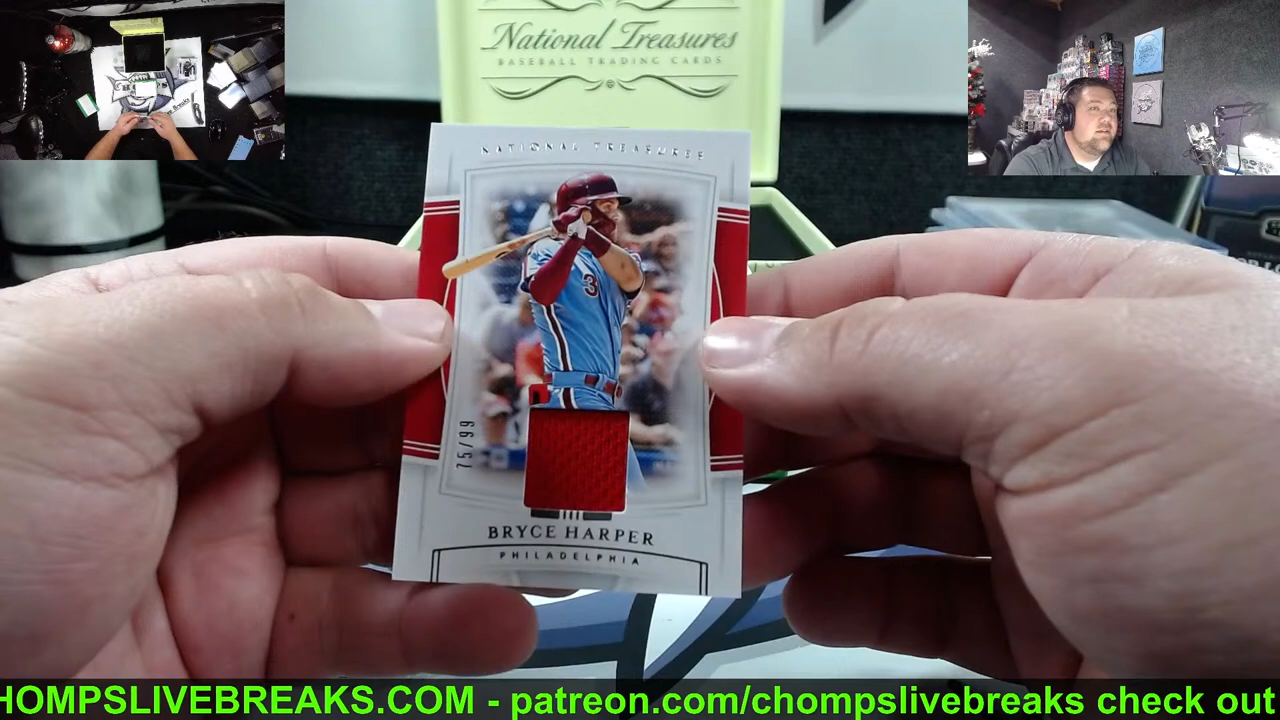 National Treasures
BASEBALL TRADING CARDS
NATIONAL TREASURES
3
75/99
BRYCE HARPER
PHILADELPHIA
HOMPSLIVEBREAKS.COM - patreon.com/chompslivebreaks check out